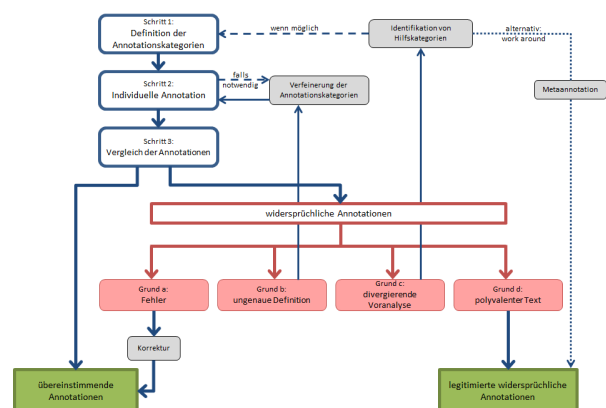 Schritt 1:
Definition der
Annotationskategorien
wenn möglich
Identifikation von
Hilfskategorien
alternativ:
work around
Schritt 2:
Individuelle Annotation
falls
notwendig
Verfeinerung der
Annotationskategorien
Metaannotation
Schritt 3:
Vergleich der Annotationen
widersprüchliche Annotationen
Grund a:
Fehler
Grund b:
ungenaue Definition
Grund c:
divergierende
Voranalyse
Grund d:
polyvalenter Text
Korrektur
übereinstimmende
Annotationen
legitimierte widersprüchliche
Annotationen